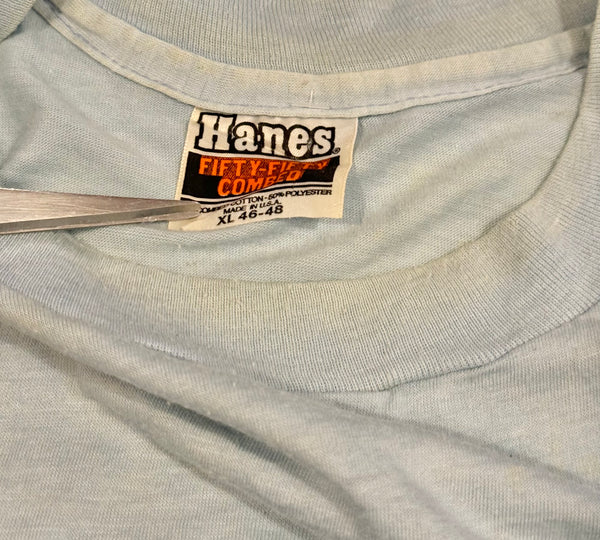 Hanes®
FIFTY-FIFTY
COMBED
COTTON - 50% POLYESTER
MADE IN U.S.A.
XL 46-48